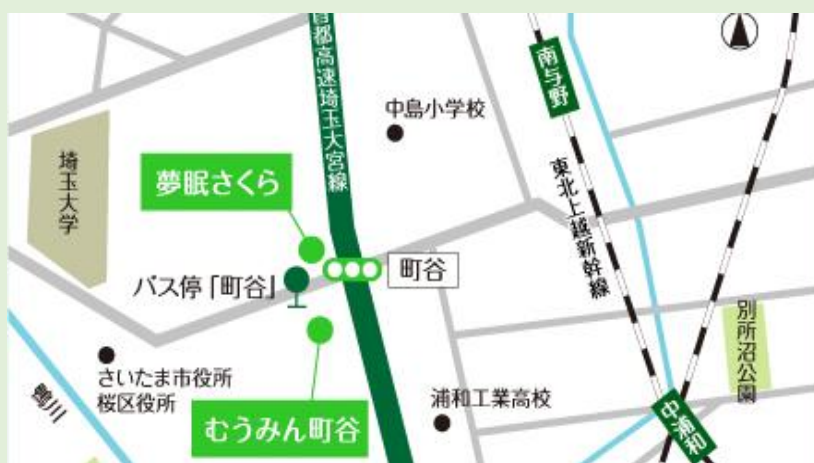 首都高速埼玉大宮線
南与野
中島小学校
埼玉大学
夢眠さくら
東北上越新幹線
バス停「町谷」
町谷
別所沼公園
さいたま市役所
桜区役所
鴨川
むうみん町谷
浦和工業高校
中浦和